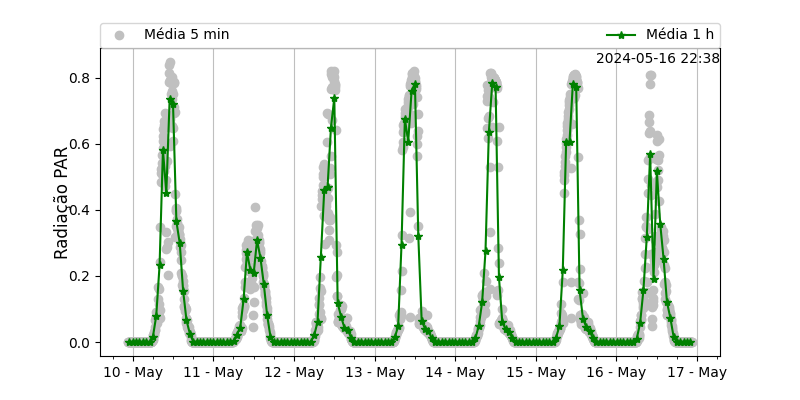 Média 5 min
Média 1 h
2024-05-16 22:38
Radiação PAR
0.8
0.6
0.4
0.2
0.0
10 - May
11 - May
12 - May
13 - May
14 - May
15 - May
16 - May
17 - May